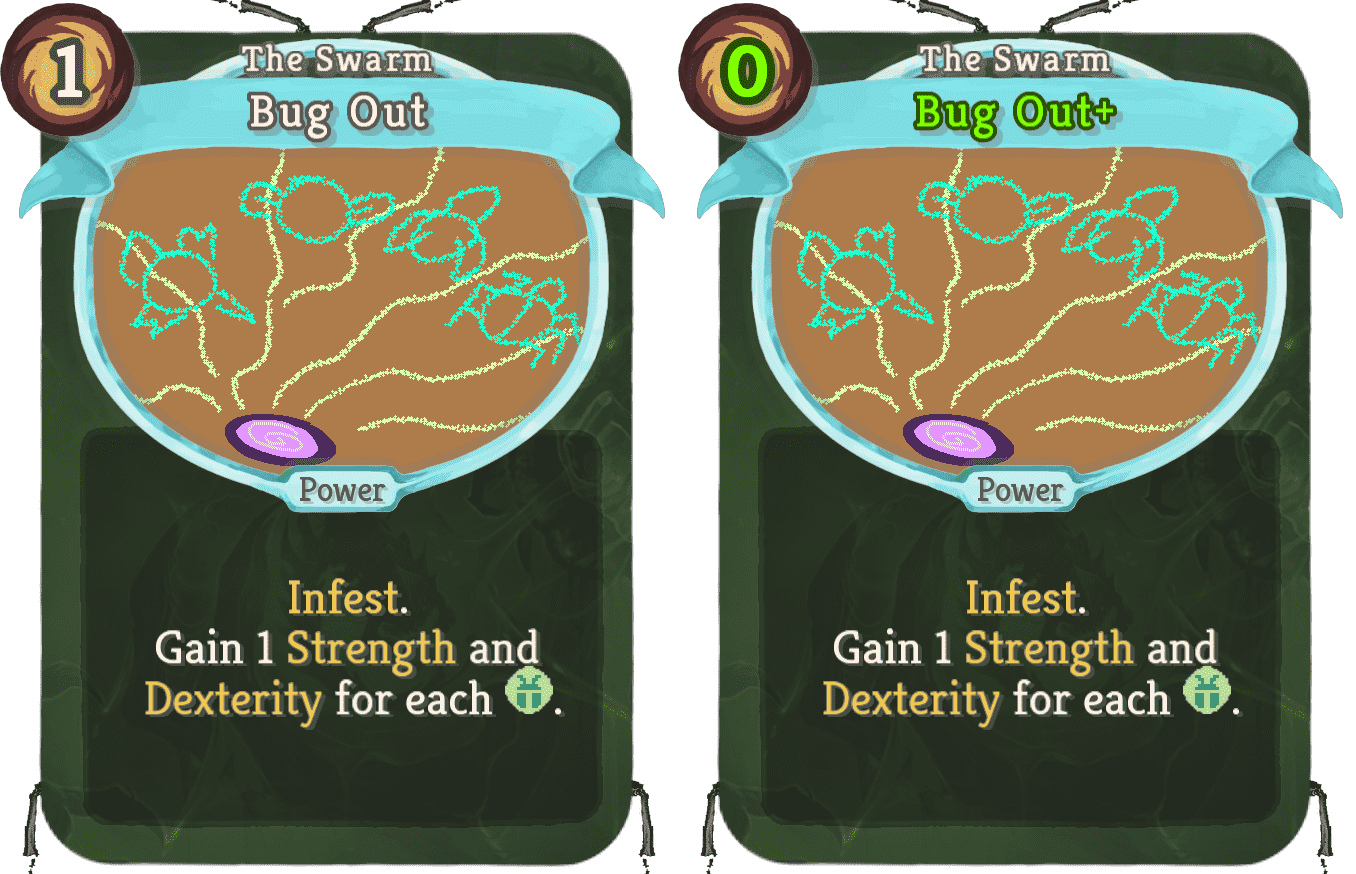 1
The Swarm
Bug Out
Power
Infest.
Gain 1 Strength and
Dexterity for each .
0
The Swarm
Bug Out+
Power
Infest.
Gain 1 Strength and
Dexterity for each .